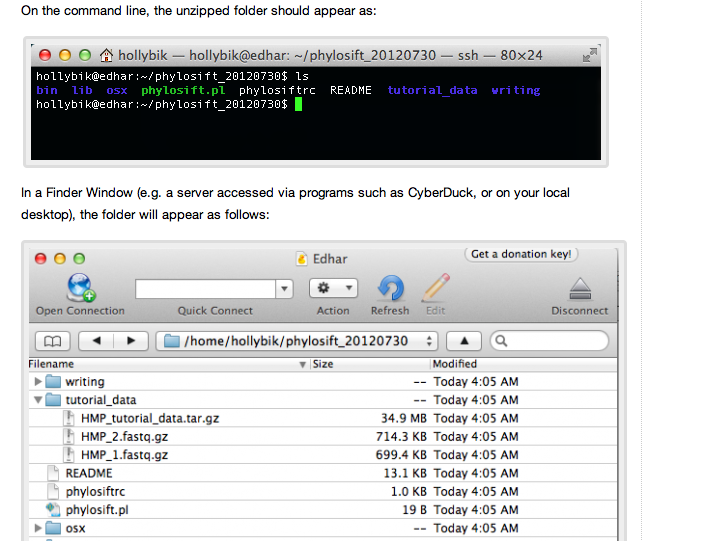 On the command line, the unzipped folder should appear as:
hollybik — hollybik@edhar: ~/phylosift_20120730 — ssh — 80×24
hollybik@edhar:~/phylosift_20120730$ ls
bin lib osx phylosift.pl phylosiftrc README tutorial_data writing
hollybik@edhar:~/phylosift_20120730$
In a Finder Window (e.g. a server accessed via programs such as CyberDuck, or on your local
desktop), the folder will appear as follows:
Edhar
Get a donation key!
Open Connection Quick Connect Action Refresh Edit Disconnect
/home/hollybik/phylosift_20120730
Filename Size Modified
writing -- Today 4:05 AM
tutorial_data -- Today 4:05 AM
HMP_tutorial_data.tar.gz 34.9 MB Today 4:05 AM
HMP_2.fastq.gz 714.3 KB Today 4:05 AM
HMP_1.fastq.gz 699.4 KB Today 4:05 AM
README 13.1 KB Today 4:05 AM
phylosiftrc 1.0 KB Today 4:05 AM
phylosift.pl 19 B Today 4:05 AM
osx -- Today 4:05 AM